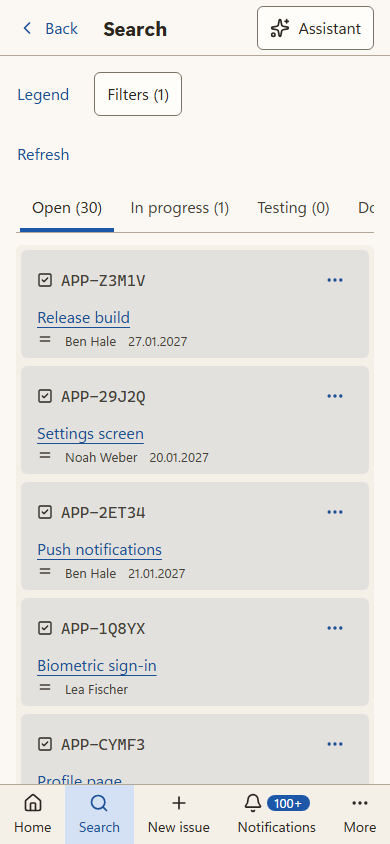 Back Search Assistant
Legend Filters (1)
Refresh
Open (30) In progress (1) Testing (0)
APP-Z3M1V
Release build
Ben Hale 27.01.2027
APP-29J2Q
Settings screen
Noah Weber 20.01.2027
APP-2ET34
Push notifications
Ben Hale 21.01.2027
APP-1Q8YX
Biometric sign-in
Lea Fischer
APP-CYMF3
Profile page
100+
Home Search New issue Notifications More